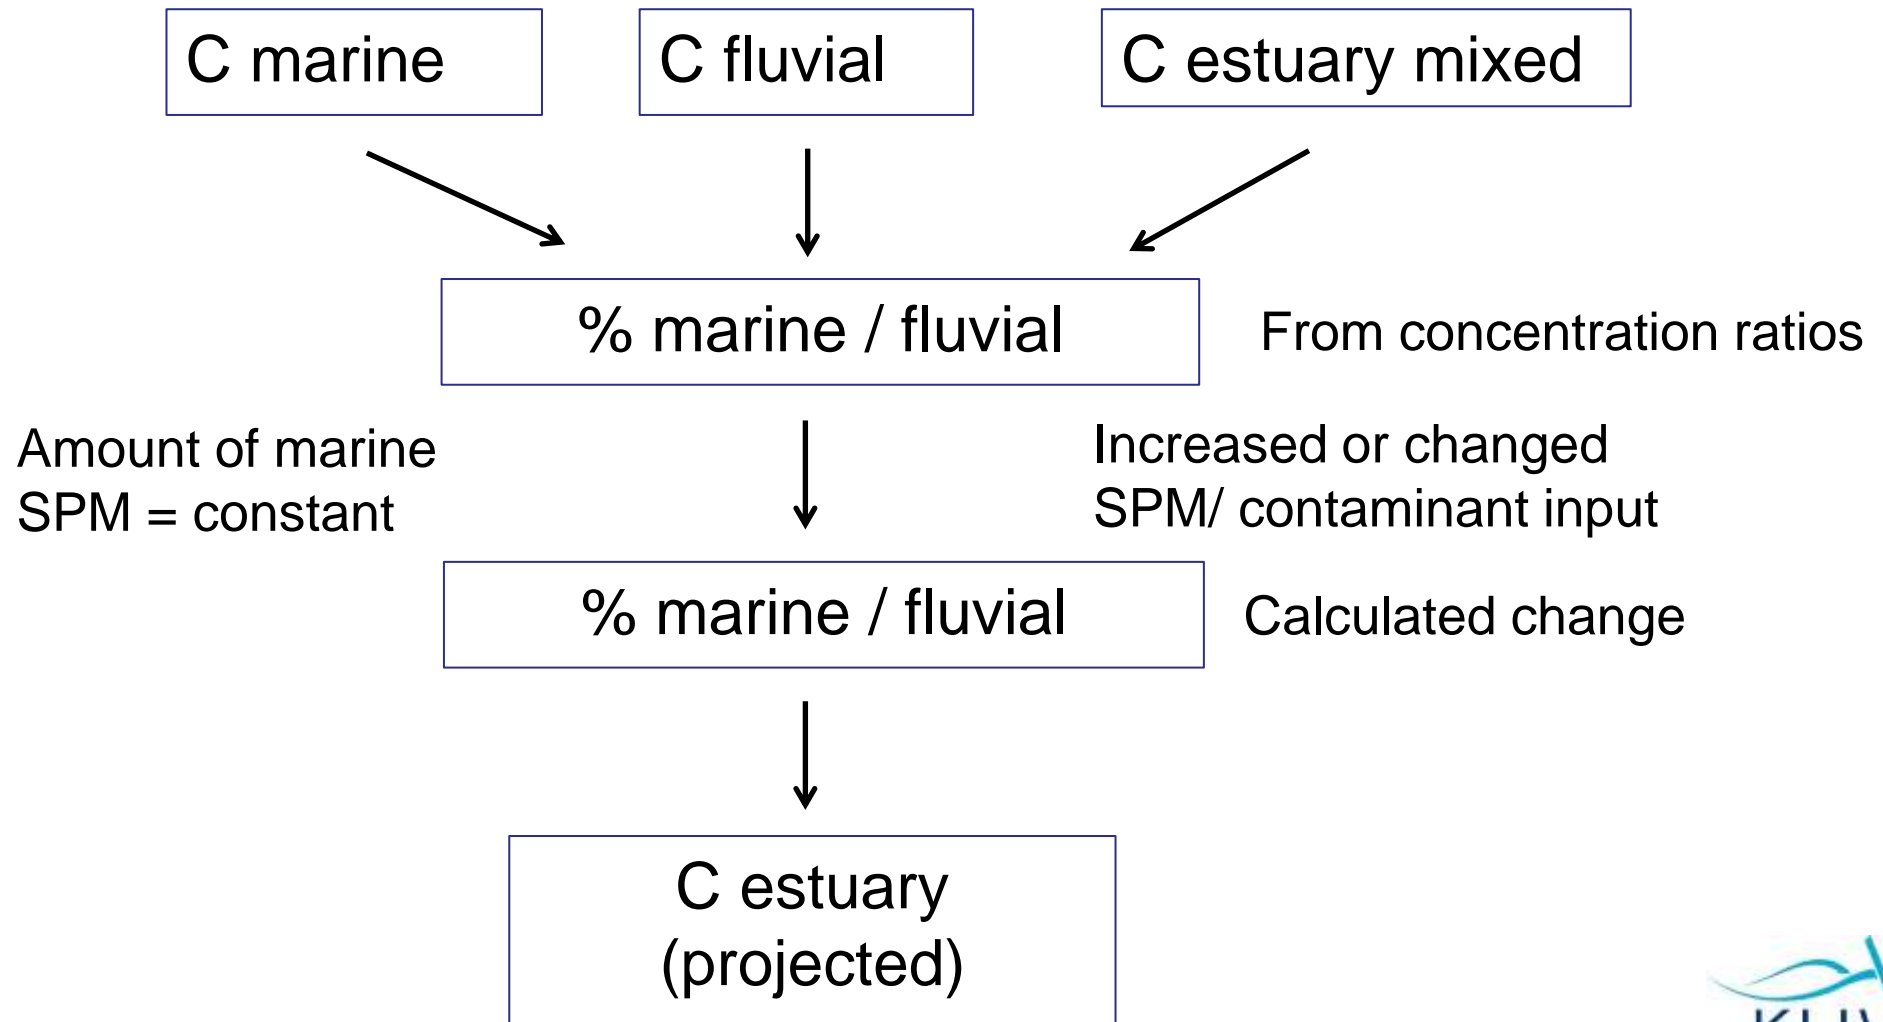 C marine
C fluvial
C estuary mixed
% marine / fluvial
From concentration ratios
Amount of marine
SPM = constant
Increased or changed
SPM/ contaminant input
% marine / fluvial
Calculated change
C estuary
(projected)